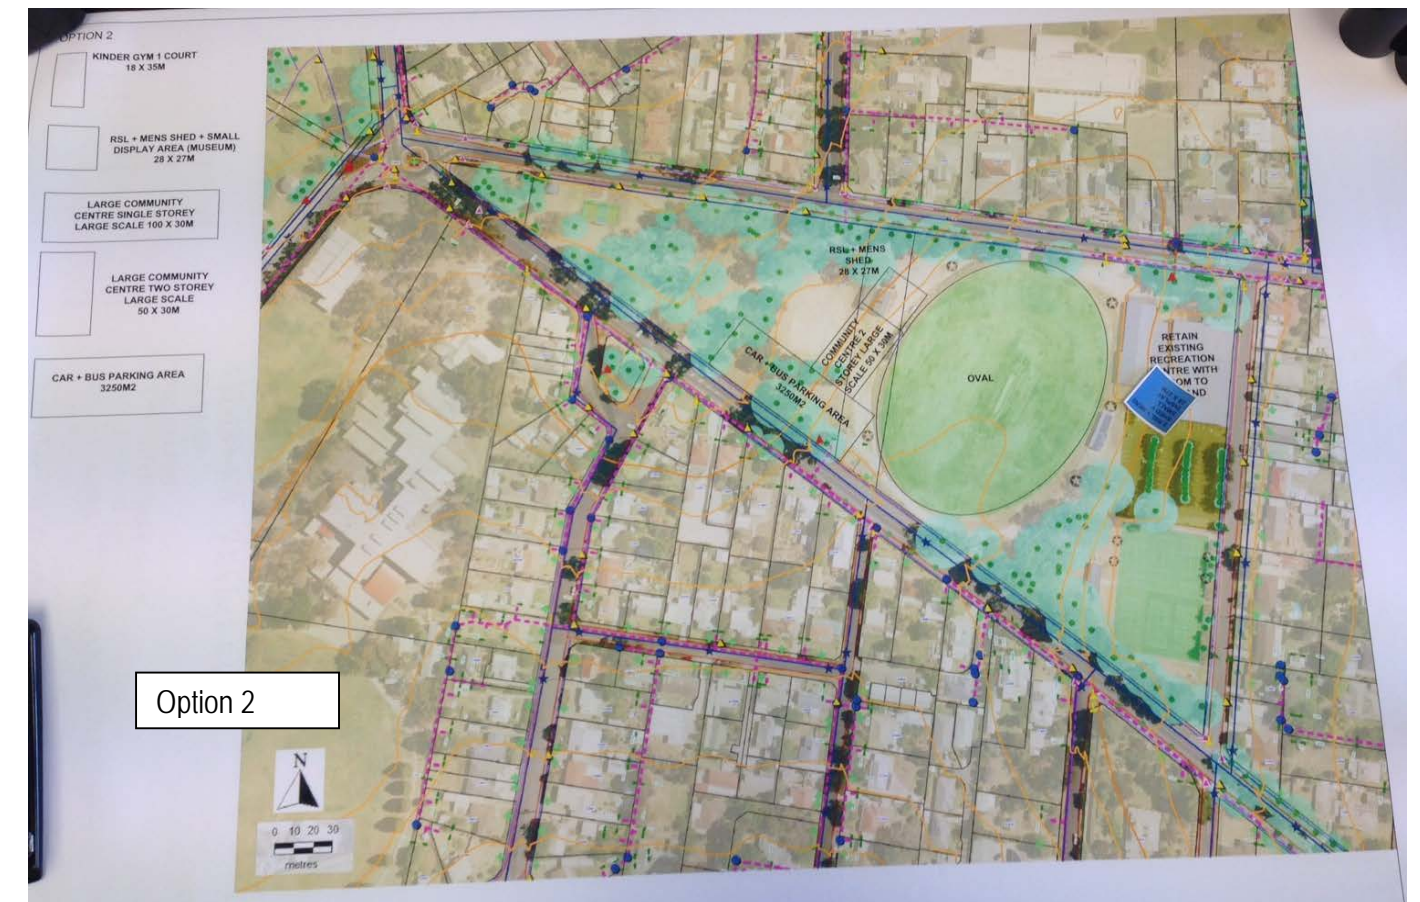 OPTION 2
KINDER GYM 1 COURT
18 X 35M
RSL + MENS SHED + SMALL
DISPLAY AREA (MUSEUM)
28 X 27M
LARGE COMMUNITY
CENTRE SINGLE STOREY
LARGE SCALE 100 X 30M
LARGE COMMUNITY
CENTRE TWO STOREY
LARGE SCALE
50 X 30M
CAR + BUS PARKING AREA
3250M2
RSL + MENS
SHED
28 X 27M
COMMUNITY
CENTRE 2
STOREY LARGE
SCALE 50 X 30M
CAR + BUS PARKING AREA
3250M2
OVAL
RETAIN
EXISTING
RECREATION
NTRE WITH
OM TO
ND
Option 2
N
0 10 20 30
metres